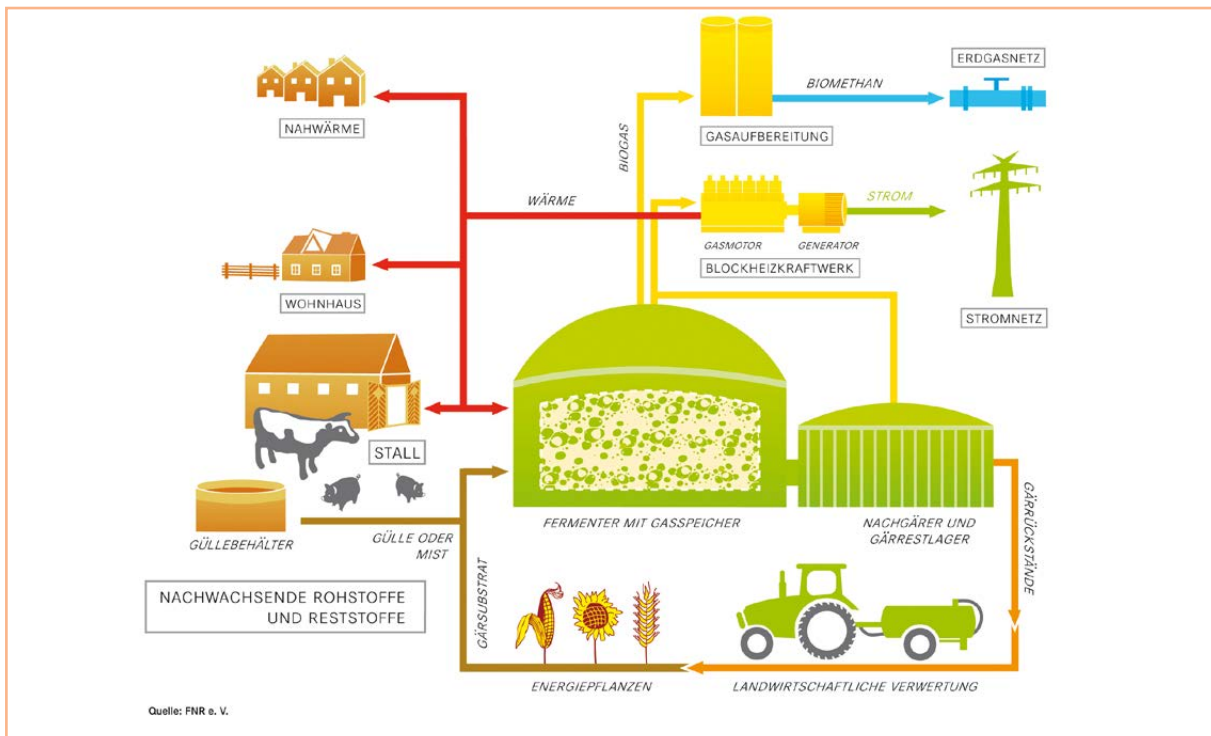 ERDGASNETZ
BIOMETHAN
NAHWÄRME
GASAUFBEREITUNG
BIOGAS
WÄRME
STROM
GASMOTOR
GENERATOR
BLOCKHEIZKRAFTWERK
WOHNHAUS
STROMNETZ
STALL
FERMENTER MIT GASSPEICHER
NACHGÄRER UND
GÄRRESTLAGER
GÜLLEBEHÄLTER
GÜLLE ODER
MIST
GÄRRÜCKSTÄNDE
NACHWACHSENDE ROHSTOFFE
UND RESTSTOFFE
GÄRSUBSTRAT
ENERGIEPFLANZEN
LANDWIRTSCHAFTLICHE VERWERTUNG
Quelle: FNR e. V.